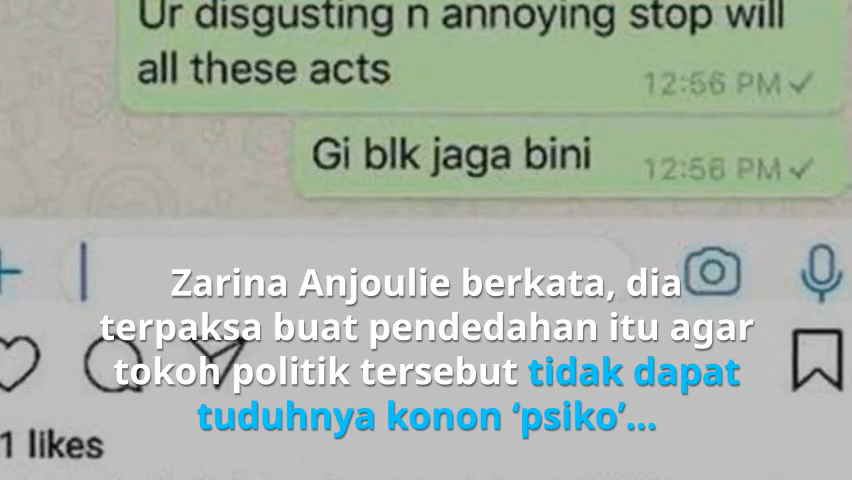 Ur disgusting n annoying stop will
all these acts
12:56 PM
Gi blk jaga bini
12:56 PM
Zarina Anjoulie berkata, dia
terpaksa buat pendedahan itu agar
tokoh politik tersebut tidak dapat
tuduhnya konon ‘psiko’...
1 likes